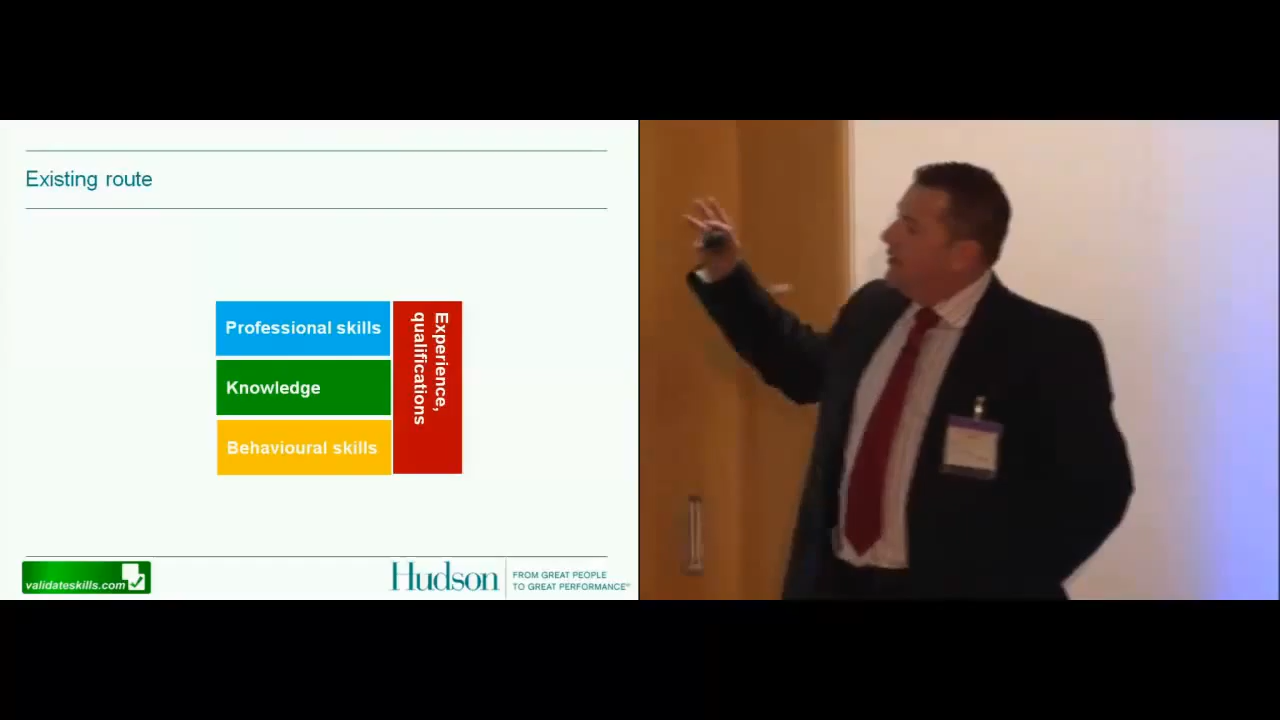 Existing route
Professional skills
Knowledge
Behavioural skills
Experience,
qualifications
validateskills.com
Hudson
FROM GREAT PEOPLE
TO GREAT PERFORMANCE